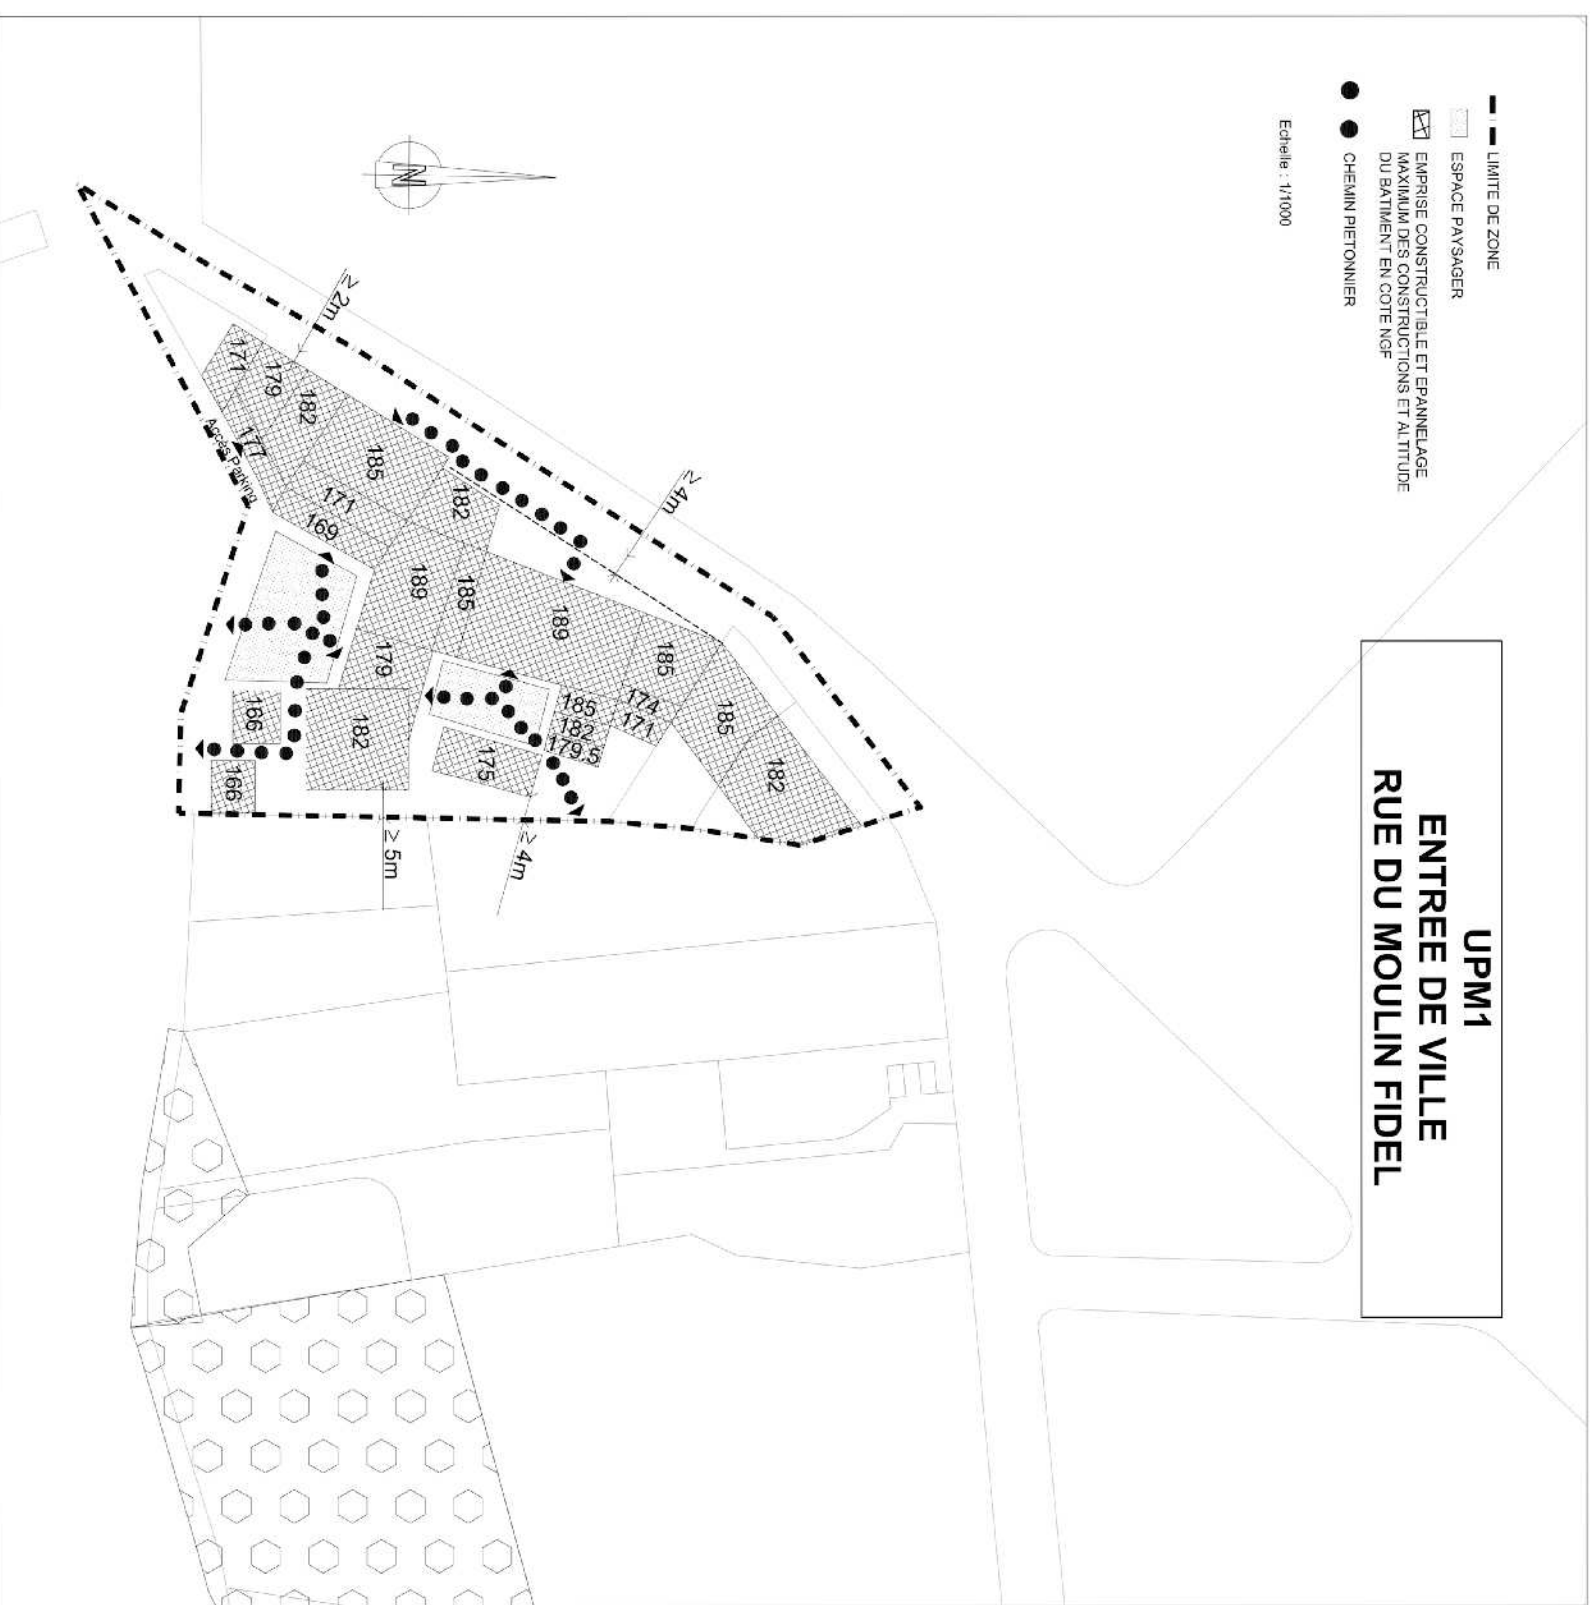 UPM1
ENTREE DE VILLE
RUE DU MOULIN FIDEL
LIMITE DE ZONE
ESPACE PAYSAGER
EMPRISE CONSTRUCTIBLE ET EPANNELAGE
MAXIMUM DES CONSTRUCTIONS ET ALTITUDE
DU BATIMENT EN COTE NGF
CHEMIN PIETONNIER
Echelle : 1/1000
N
≥ 2m
≥ 4m
171
179
182
177
Accès Parking
185
171
169
182
189
185
189
179
182
185
174
171
185
182
179.5
175
185
182
166
166
≥ 5m
≥ 4m